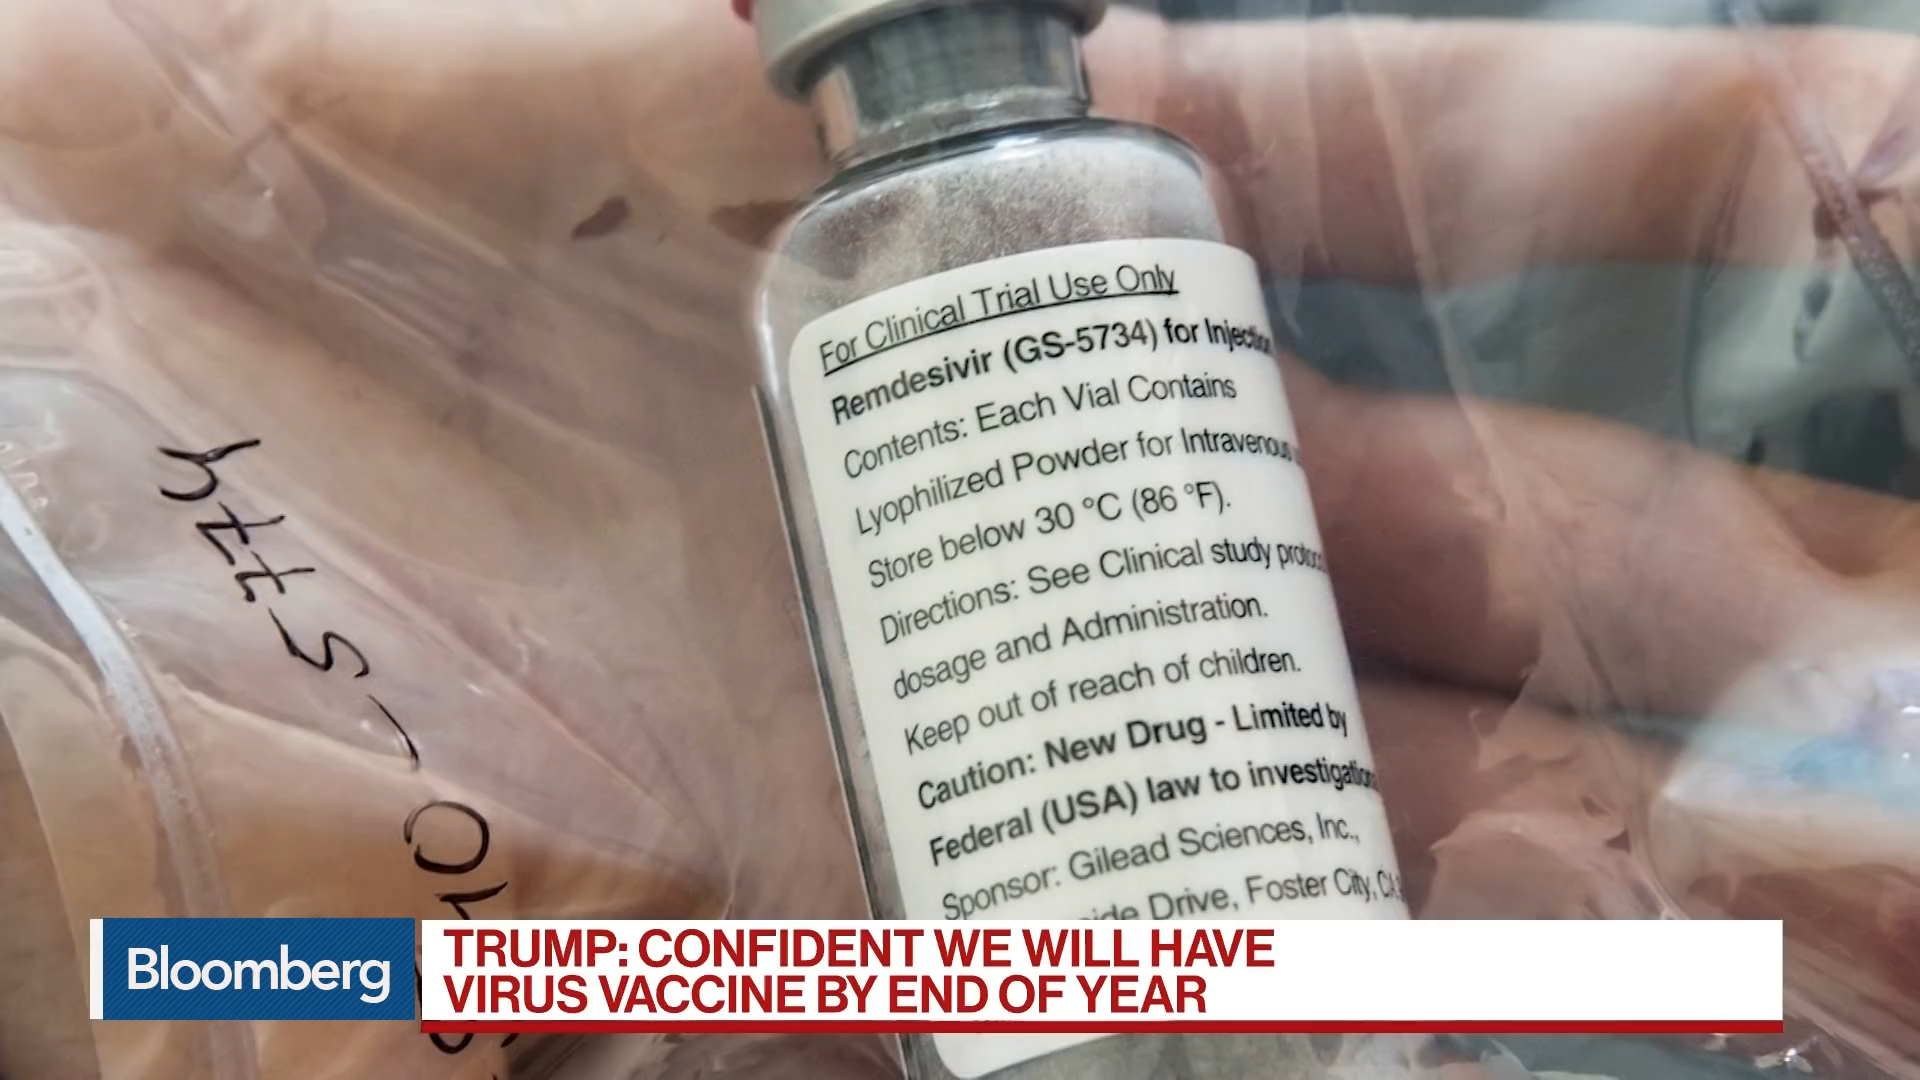 For Clinical Trial Use Only
Remdesivir (GS-5734) for Injection
Contents: Each Vial Contains
Lyophilized Powder for Intravenous
Store below 30 °C (86 °F).
Directions: See Clinical study
dosage and Administration.
Keep out of reach of children.
Caution: New Drug - Limited by
Federal (USA) law to
Sponsor: Gilead Sciences, Inc.,
Drive, Foster City, CA
Bloomberg
TRUMP: CONFIDENT WE WILL HAVE
VIRUS VACCINE BY END OF YEAR